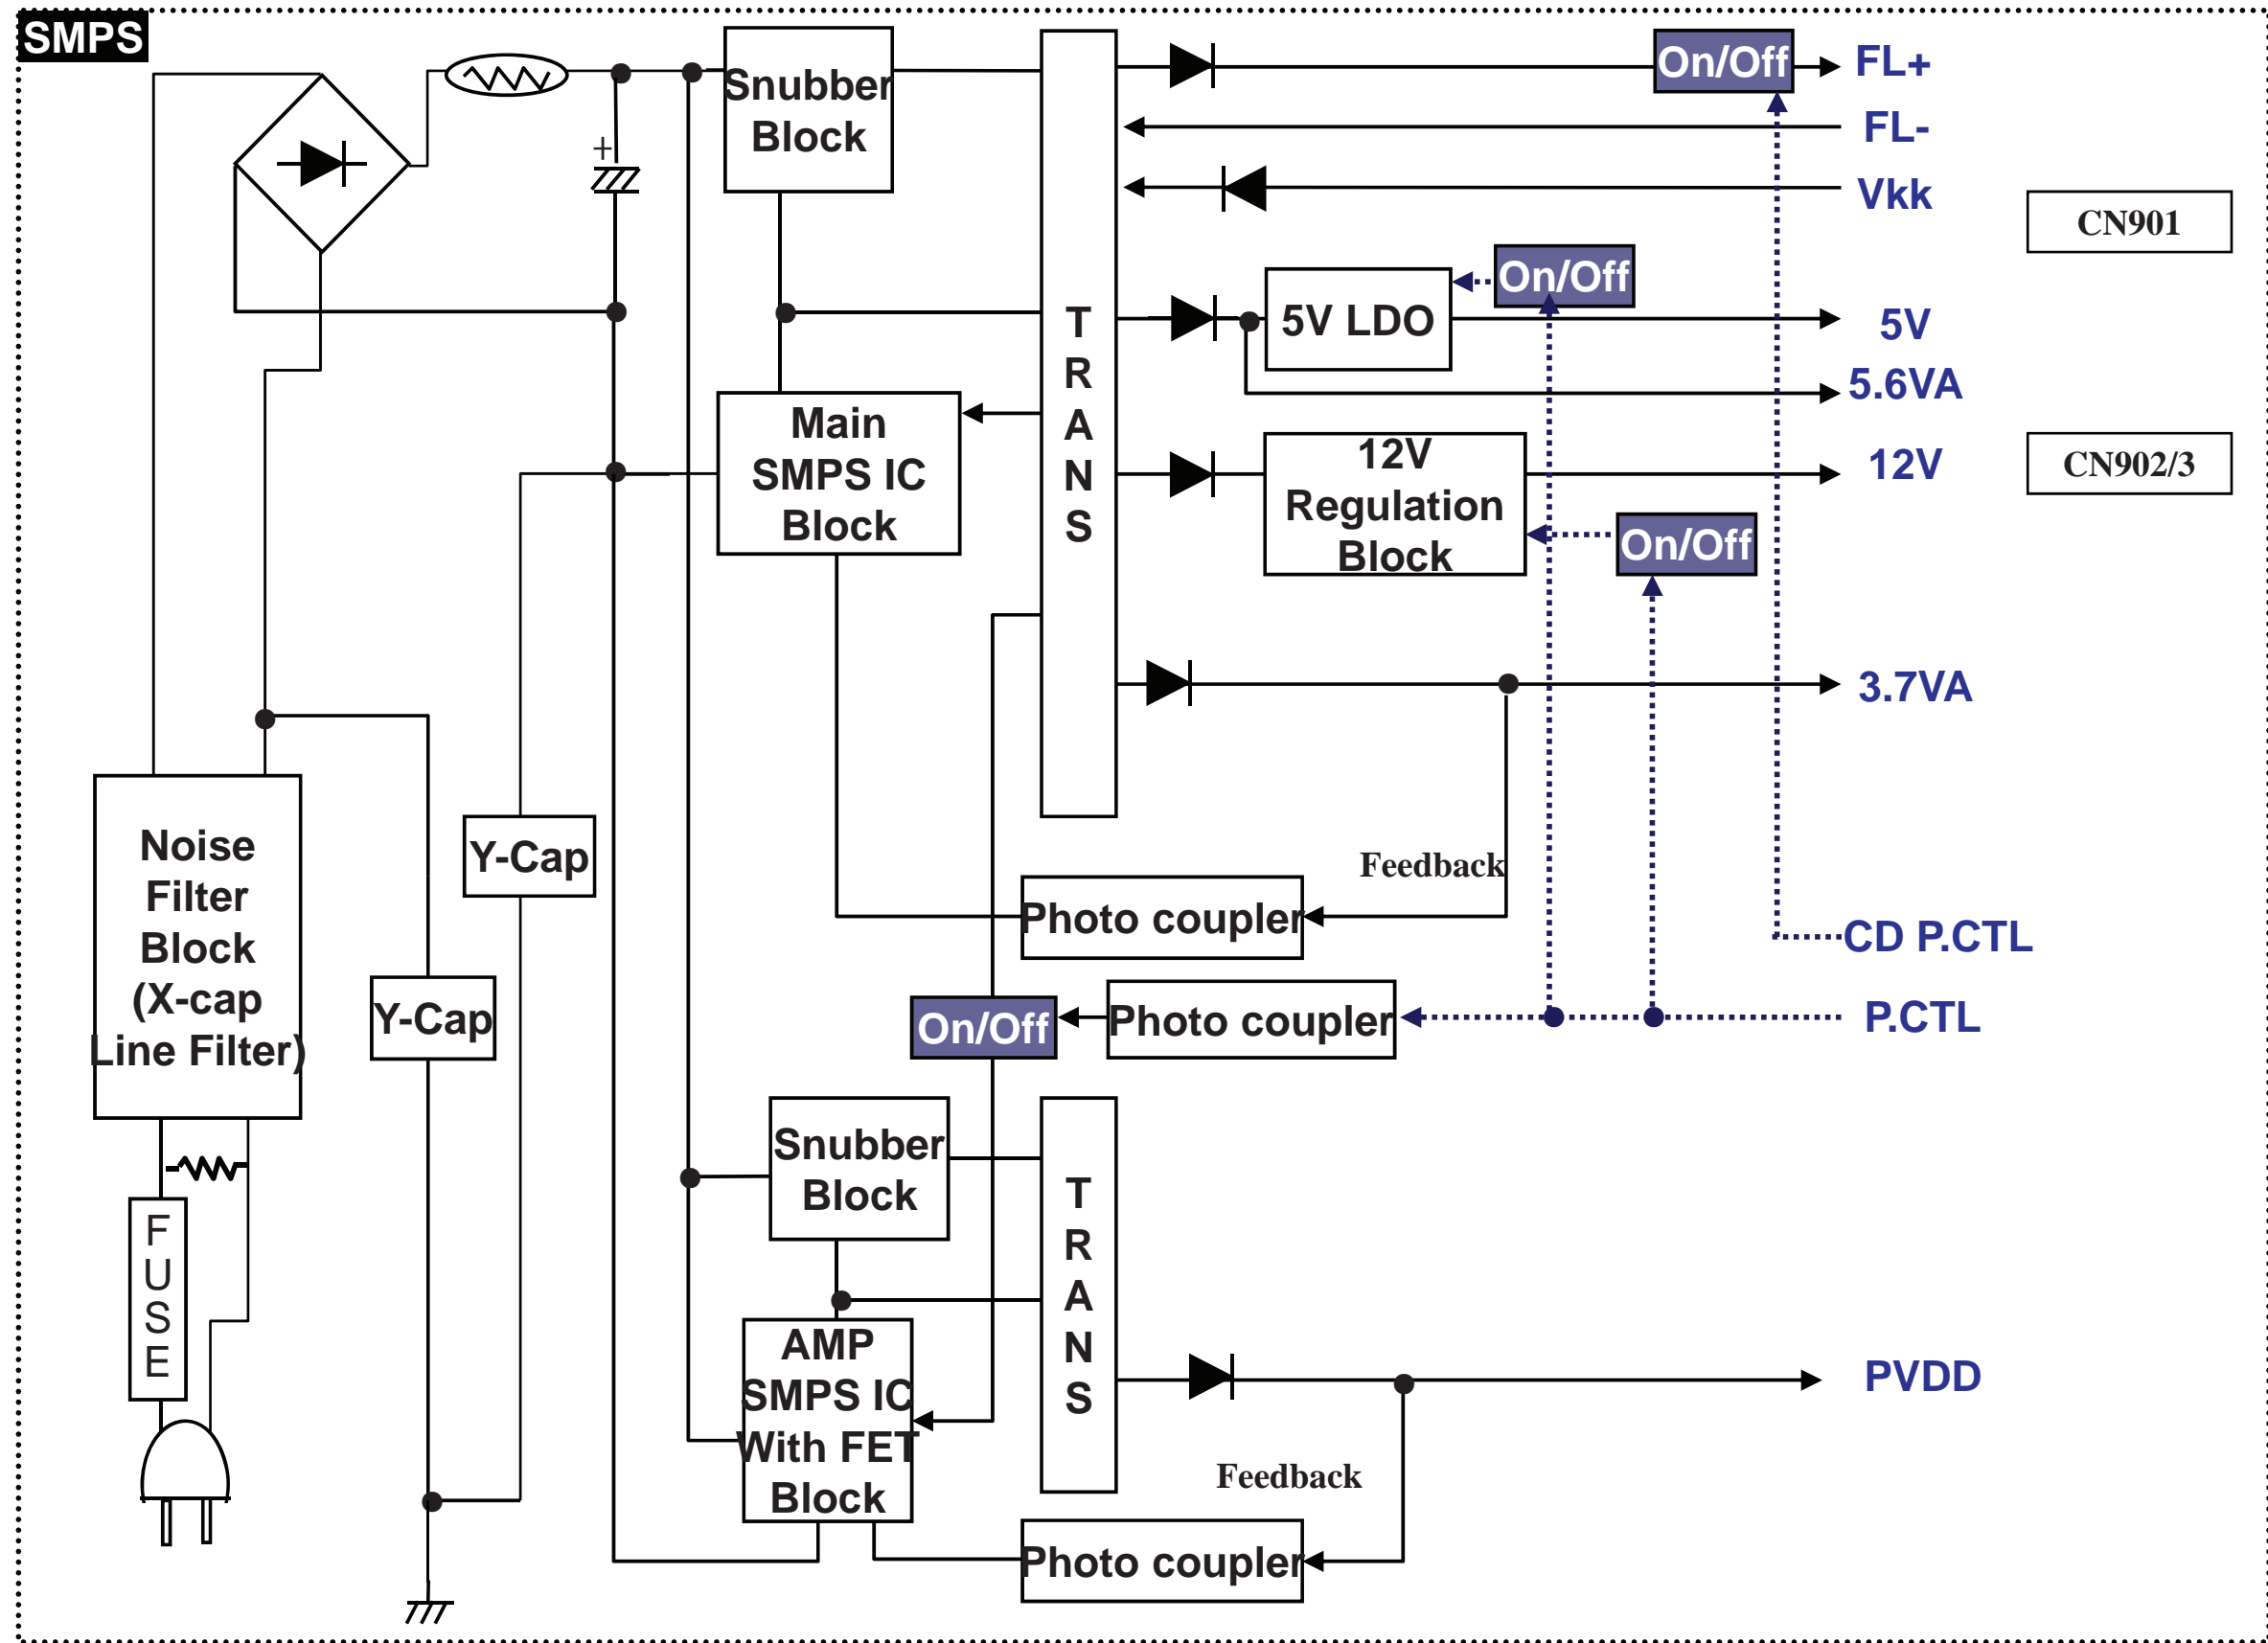 SMPS
Snubber
Block
On/Off
FL+
FL-
Vkk
CN901
On/Off
5V LDO
5V
5.6VA
T
R
A
N
S
Main
SMPS IC
Block
12V
Regulation
Block
12V
CN902/3
On/Off
3.7VA
Noise
Filter
Block
(X-cap
Line Filter)
Y-Cap
Feedback
Photo coupler
CD P.CTL
Y-Cap
On/Off
Photo coupler
P.CTL
Snubber
Block
T
R
A
N
S
F
U
S
E
AMP
SMPS IC
With FET
Block
PVDD
Feedback
Photo coupler
+